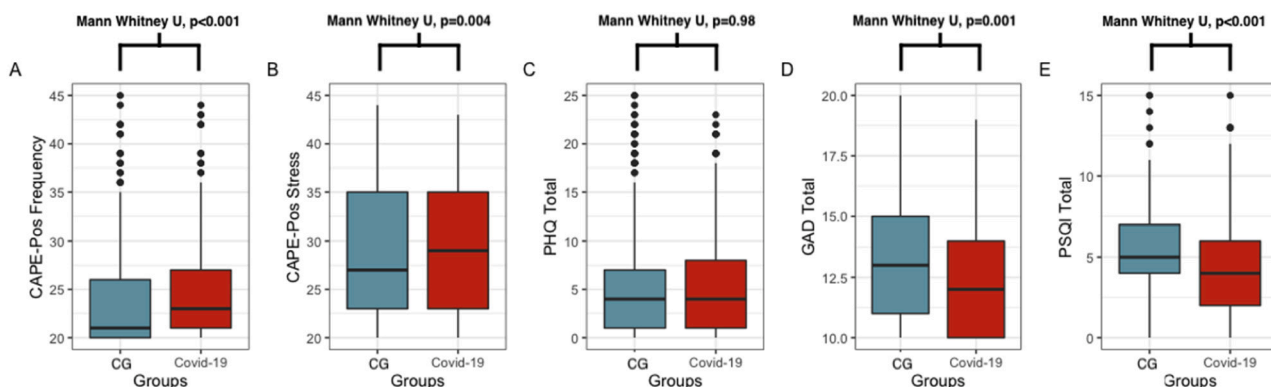 Mann Whitney U, p<0.001
A
CAPE-Pos Frequency
45
40
35
30
25
20
CG
Covid-19
Groups
Mann Whitney U, p=0.004
B
CAPE-Pos Stress
45
40
35
30
25
20
CG
Covid-19
Groups
Mann Whitney U, p=0.98
C
PHQ Total
25
20
15
10
5
0
CG
Covid-19
Groups
Mann Whitney U, p=0.001
D
GAD Total
20.0
17.5
15.0
12.5
10.0
CG
Covid-19
Groups
Mann Whitney U, p<0.001
E
PSQI Total
15
10
5
0
CG
Covid-19
Groups